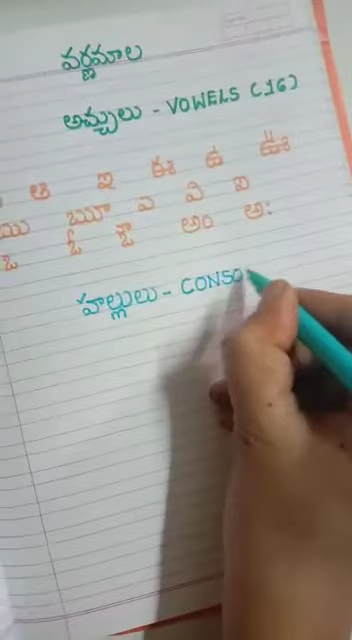 వర్ణమాల
అచ్చులు - VOWELS (16)
ఆ ఇ ఈ ఉ ఊ
ఋ ౠ ఎ ఏ ఐ
ఒ ఓ ఔ అం అః
హల్లులు - CONSO